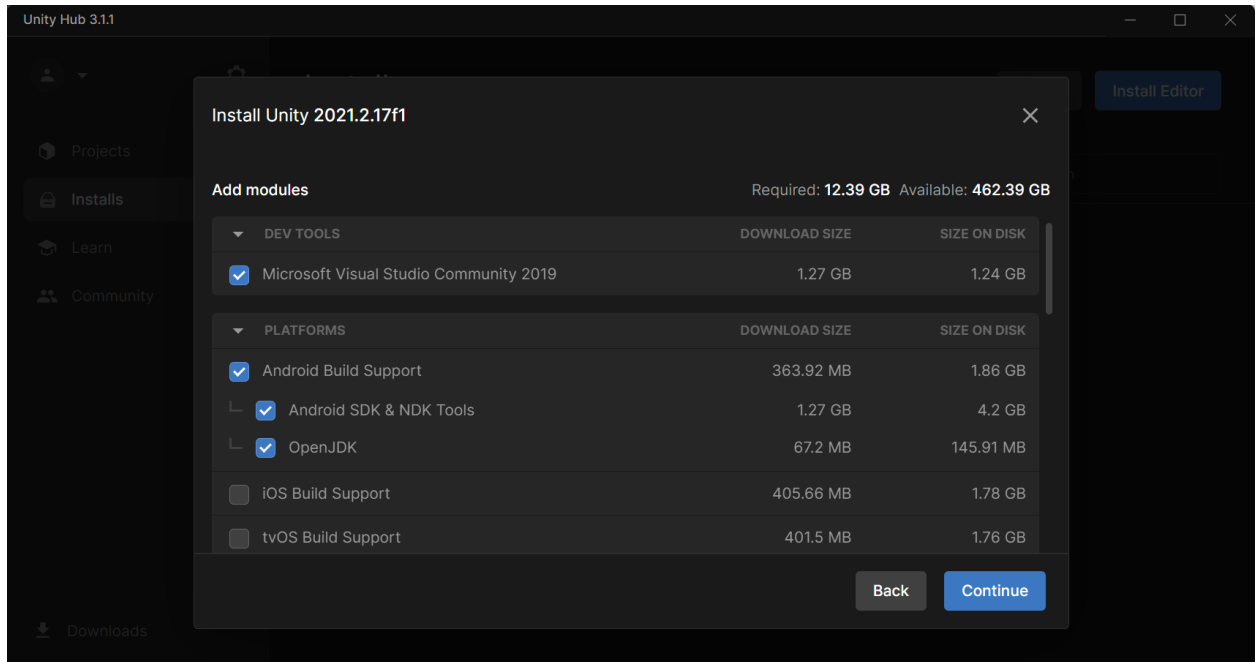 Unity Hub 3.1.1
Install Editor
Install Unity 2021.2.17f1
Projects
Installs
Learn
Community
Downloads
Add modules
Required: 12.39 GB Available: 462.39 GB
DEV TOOLS DOWNLOAD SIZE SIZE ON DISK
Microsoft Visual Studio Community 2019 1.27 GB 1.24 GB
PLATFORMS DOWNLOAD SIZE SIZE ON DISK
Android Build Support 363.92 MB 1.86 GB
Android SDK & NDK Tools 1.27 GB 4.2 GB
OpenJDK 67.2 MB 145.91 MB
iOS Build Support 405.66 MB 1.78 GB
tvOS Build Support 401.5 MB 1.76 GB
Back Continue